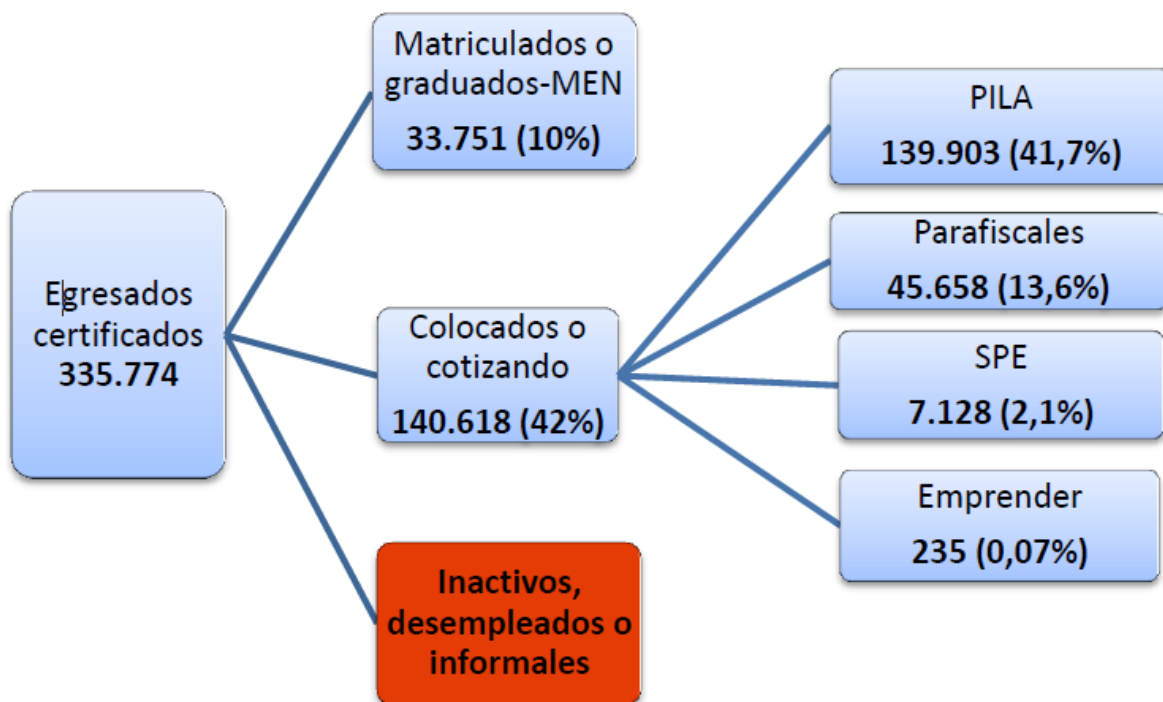 Egresados
certificados
335.774
Matriculados o
graduados-MEN
33.751 (10%)
Colocados o
cotizando
140.618 (42%)
Inactivos,
desempleados o
informales
PILA
139.903 (41,7%)
Parafiscales
45.658 (13,6%)
SPE
7.128 (2,1%)
Emprender
235 (0,07%)